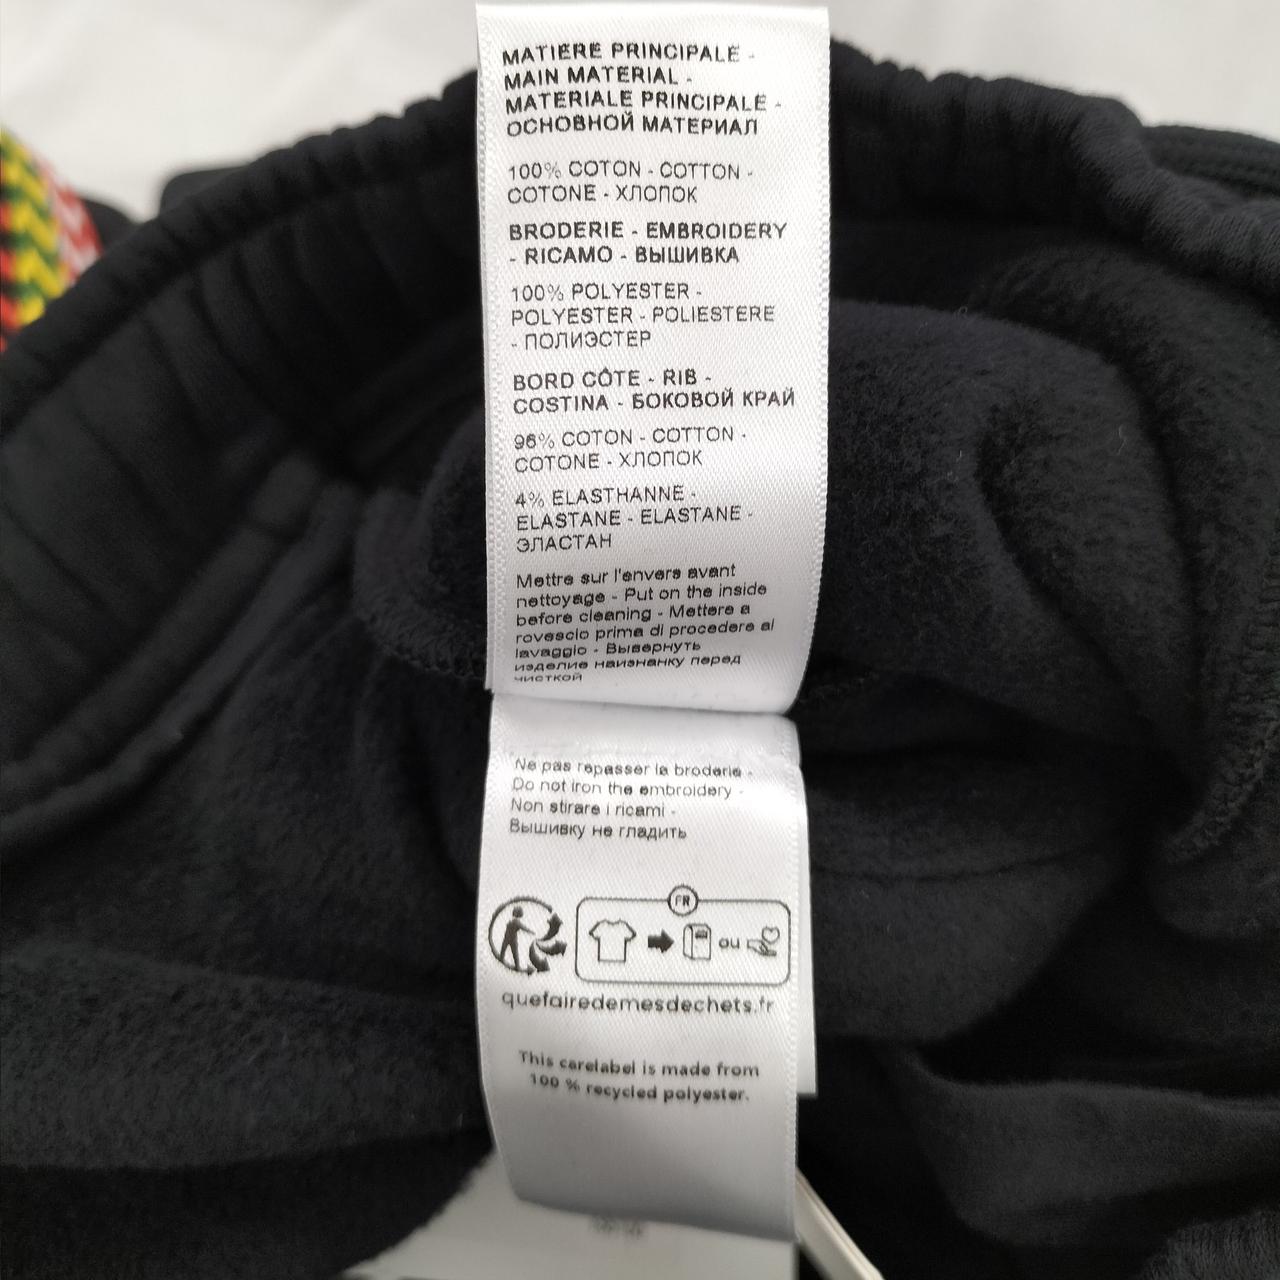 MATIERE PRINCIPALE -
MAIN MATERIAL -
MATERIALE PRINCIPALE -
ОСНОВНОЙ МАТЕРИАЛ
100% COTON - COTTON -
COTONE - ХЛОПОК
BRODERIE - EMBROIDERY
- RICAMO - ВЫШИВКА
100% POLYESTER -
POLYESTER - POLIESTERE
- ПОЛИЭСТЕР
BORD CÔTE - RIB -
COSTINA - БОКОВОЙ КРАЙ
96% COTON - COTTON -
COTONE - ХЛОПОК
4% ELASTHANNE -
ELASTANE - ELASTANE -
ЭЛАСТАН
Mettre sur l'envers avant
nettoyage - Put on the inside
before cleaning - Mettere a
rovescio prima di procedere al
lavaggio - Вывернуть
изделие наизнанку перед
чисткой
Ne pas repasser la broderie -
Do not iron the embroidery -
Non stirare i ricami -
Вышивку не гладить
FR
ou
quefairedemesdechets.fr
This carelabel is made from
100 % recycled polyester.